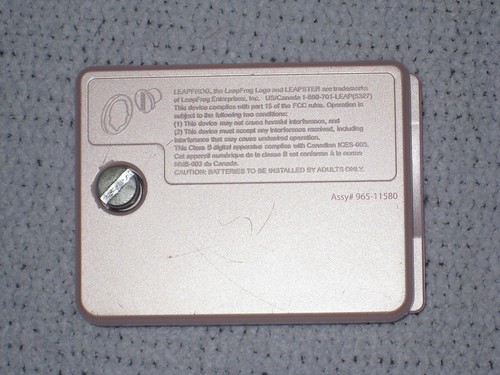 LEAPFROG, the LeapFrog Logo and LEAPSTER are trademarks
of LeapFrog Enterprises, Inc. US/Canada 1-800-701-LEAP(5327)
This device complies with part 15 of the FCC rules. Operation is
subject to the following two conditions:
(1) This device may not cause harmful interference, and
(2) This device must accept any interference received, including
interference that may cause undesired operation.
This Class B digital apparatus complies with Canadian ICES-003.
Cet appareil numérique de la classe B est conforme à la norme
NMB-003 du Canada.
CAUTION: BATTERIES TO BE INSTALLED BY ADULTS ONLY.
Assy# 965-11580